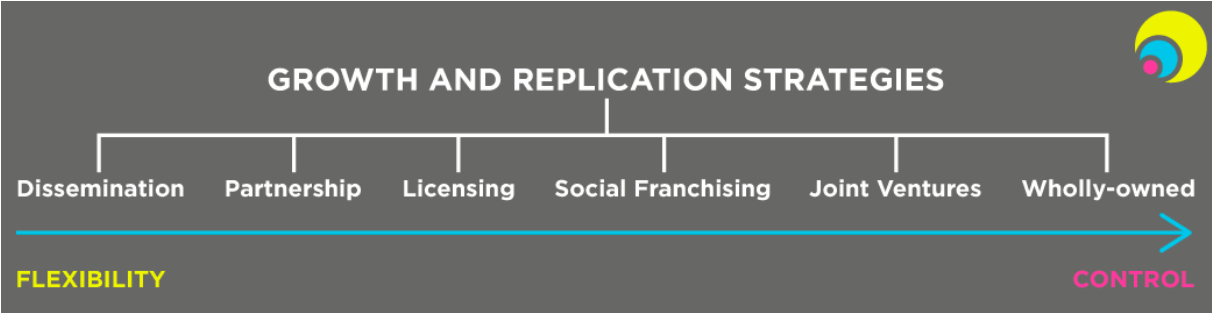 GROWTH AND REPLICATION STRATEGIES
Dissemination Partnership Licensing Social Franchising Joint Ventures Wholly-owned
FLEXIBILITY CONTROL